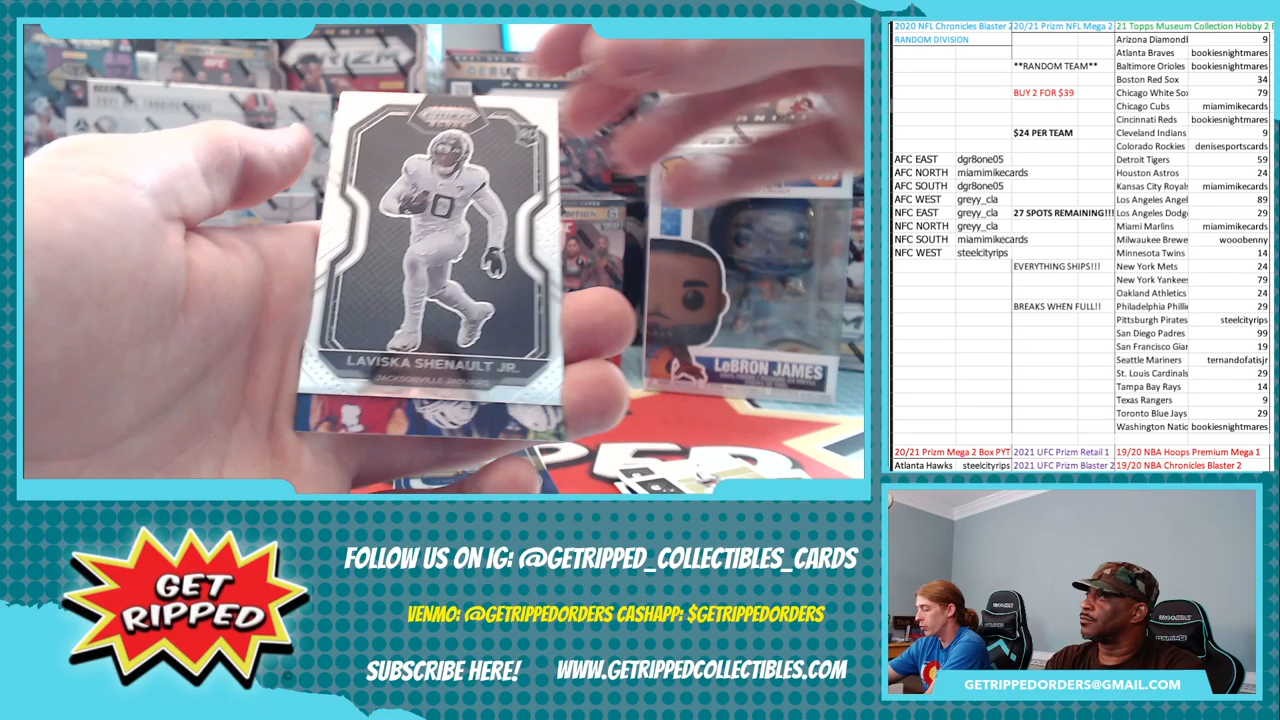 2020 NFL Chronicles Blaster 2 20/21 Prizm NFL Mega 2 21 Topps Museum Collection Hobby 2
RANDOM DIVISION Arizona Diamond 9
Atlanta Braves bookiesnightmares
**RANDOM TEAM** Baltimore Orioles bookiesnightmares
Boston Red Sox 34
BUY 2 FOR $39 Chicago White Sox 79
Chicago Cubs miamimikecards
Cincinnati Reds bookiesnightmares
$24 PER TEAM Cleveland Indians 9
Colorado Rockies denisesportscards
AFC EAST dgr8one05 Detroit Tigers 59
AFC NORTH miamimikecards Houston Astros 24
AFC SOUTH dgr8one05 Kansas City Royals miamimikecards
AFC WEST greyy_cla Los Angeles Angel 89
NFC EAST greyy_cla 27 SPOTS REMAINING!!! Los Angeles Dodge 29
NFC NORTH greyy_cla Miami Marlins miamimikecards
NFC SOUTH miamimikecards Milwaukee Brewe wooobenny
NFC WEST steelcityrips Minnesota Twins 14
EVERYTHING SHIPS!!! New York Mets 24
New York Yankees 79
Oakland Athletics 24
BREAKS WHEN FULL!! Philadelphia Phillie 29
Pittsburgh Pirates steelcityrips
San Diego Padres 99
San Francisco Gian 19
Seattle Mariners ternandofatisjr
St. Louis Cardinals 29
Tampa Bay Rays 14
Texas Rangers 9
Toronto Blue Jays 29
Washington Natio bookiesnightmares
20/21 Prizm Mega 2 Box PYT 2021 UFC Prizm Retail 1 19/20 NBA Hoops Premium Mega 1
Atlanta Hawks steelcityrips 2021 UFC Prizm Blaster 2 19/20 NBA Chronicles Blaster 2
PRIZM
RC
10
LAVISKA SHENAULT JR.
JACKSONVILLE JAGUARS
LeBRON JAMES
GET
RIPPED
FOLLOW US ON IG: @GETRIPPED_COLLECTIBLES_CARDS
VENMO: @GETRIPPEDORDERS CASHAPP: $GETRIPPEDORDERS
SUBSCRIBE HERE! WWW.GETRIPPEDCOLLECTIBLES.COM
GETRIPPEDORDERS@GMAIL.COM